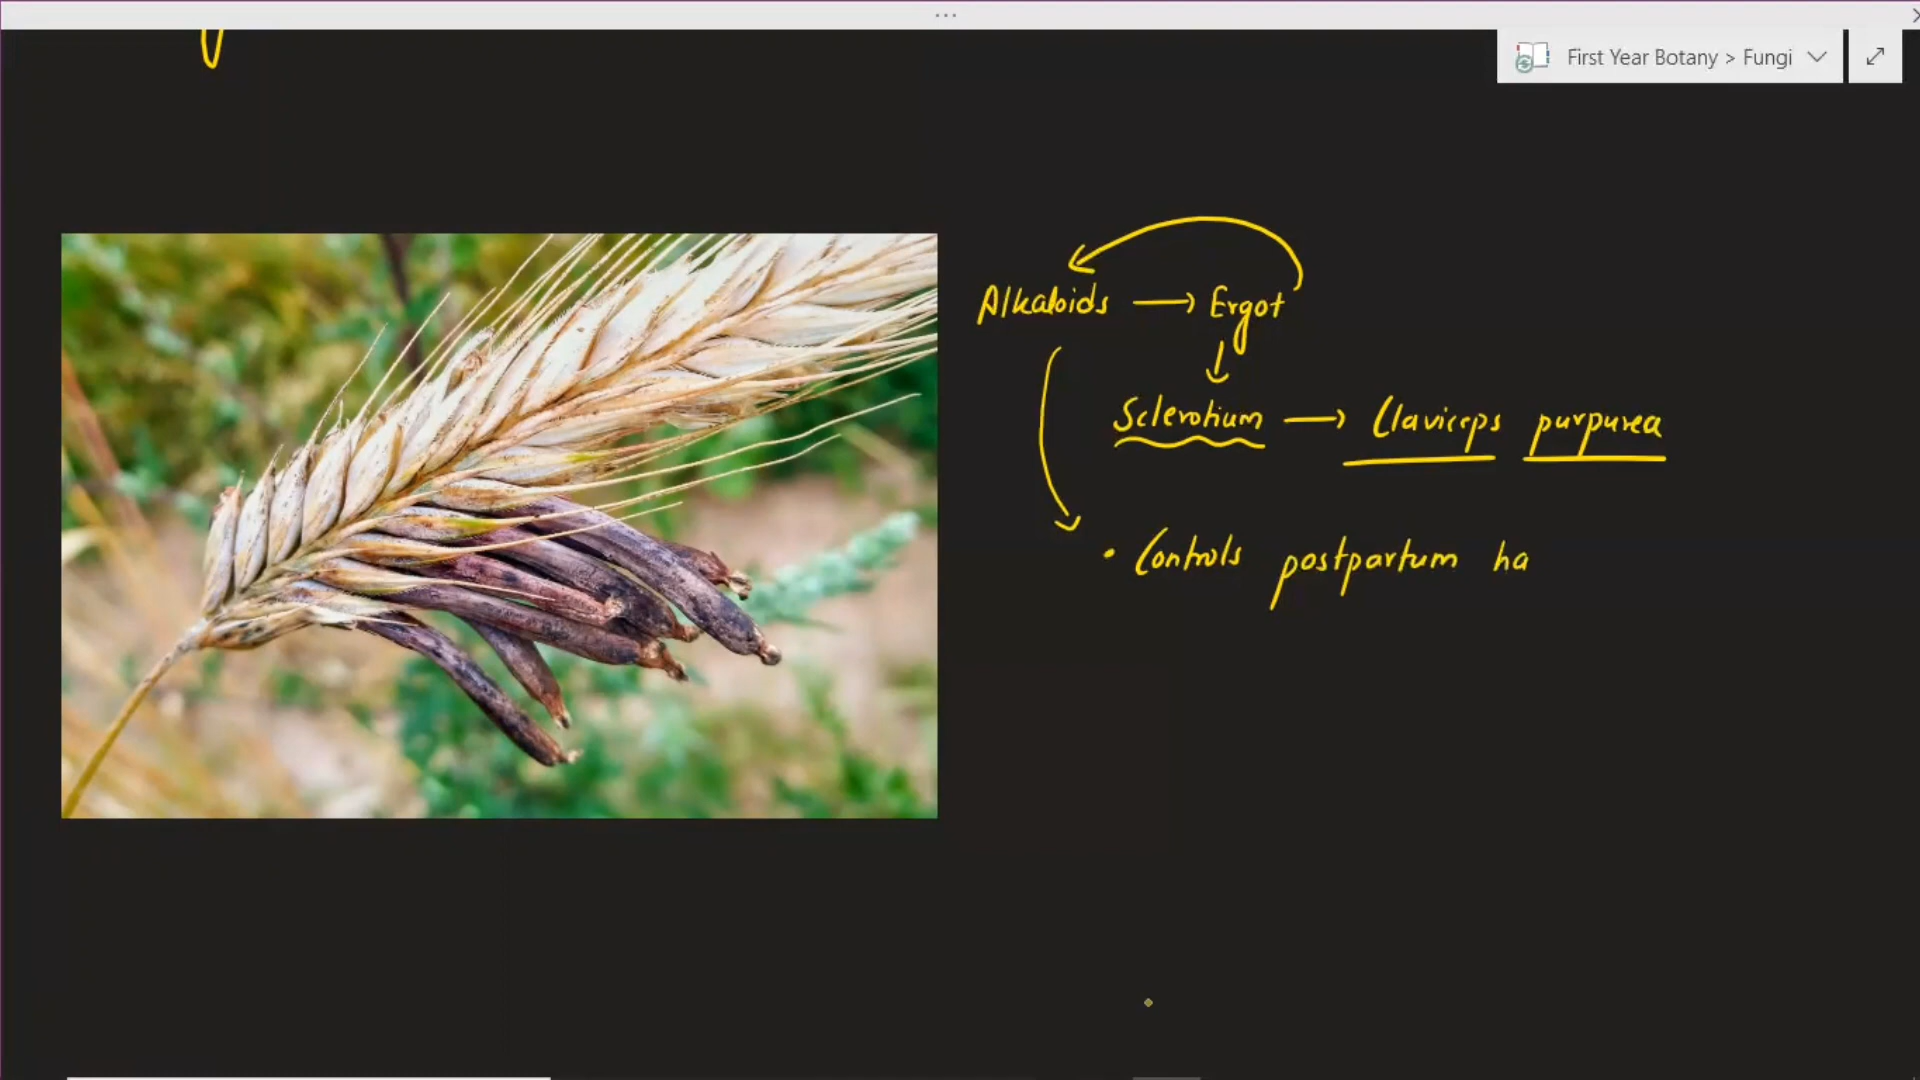 First Year Botany > Fungi
Alkaloids → Ergot
Sclerotium → Claviceps purpurea
• Controls postpartum ha